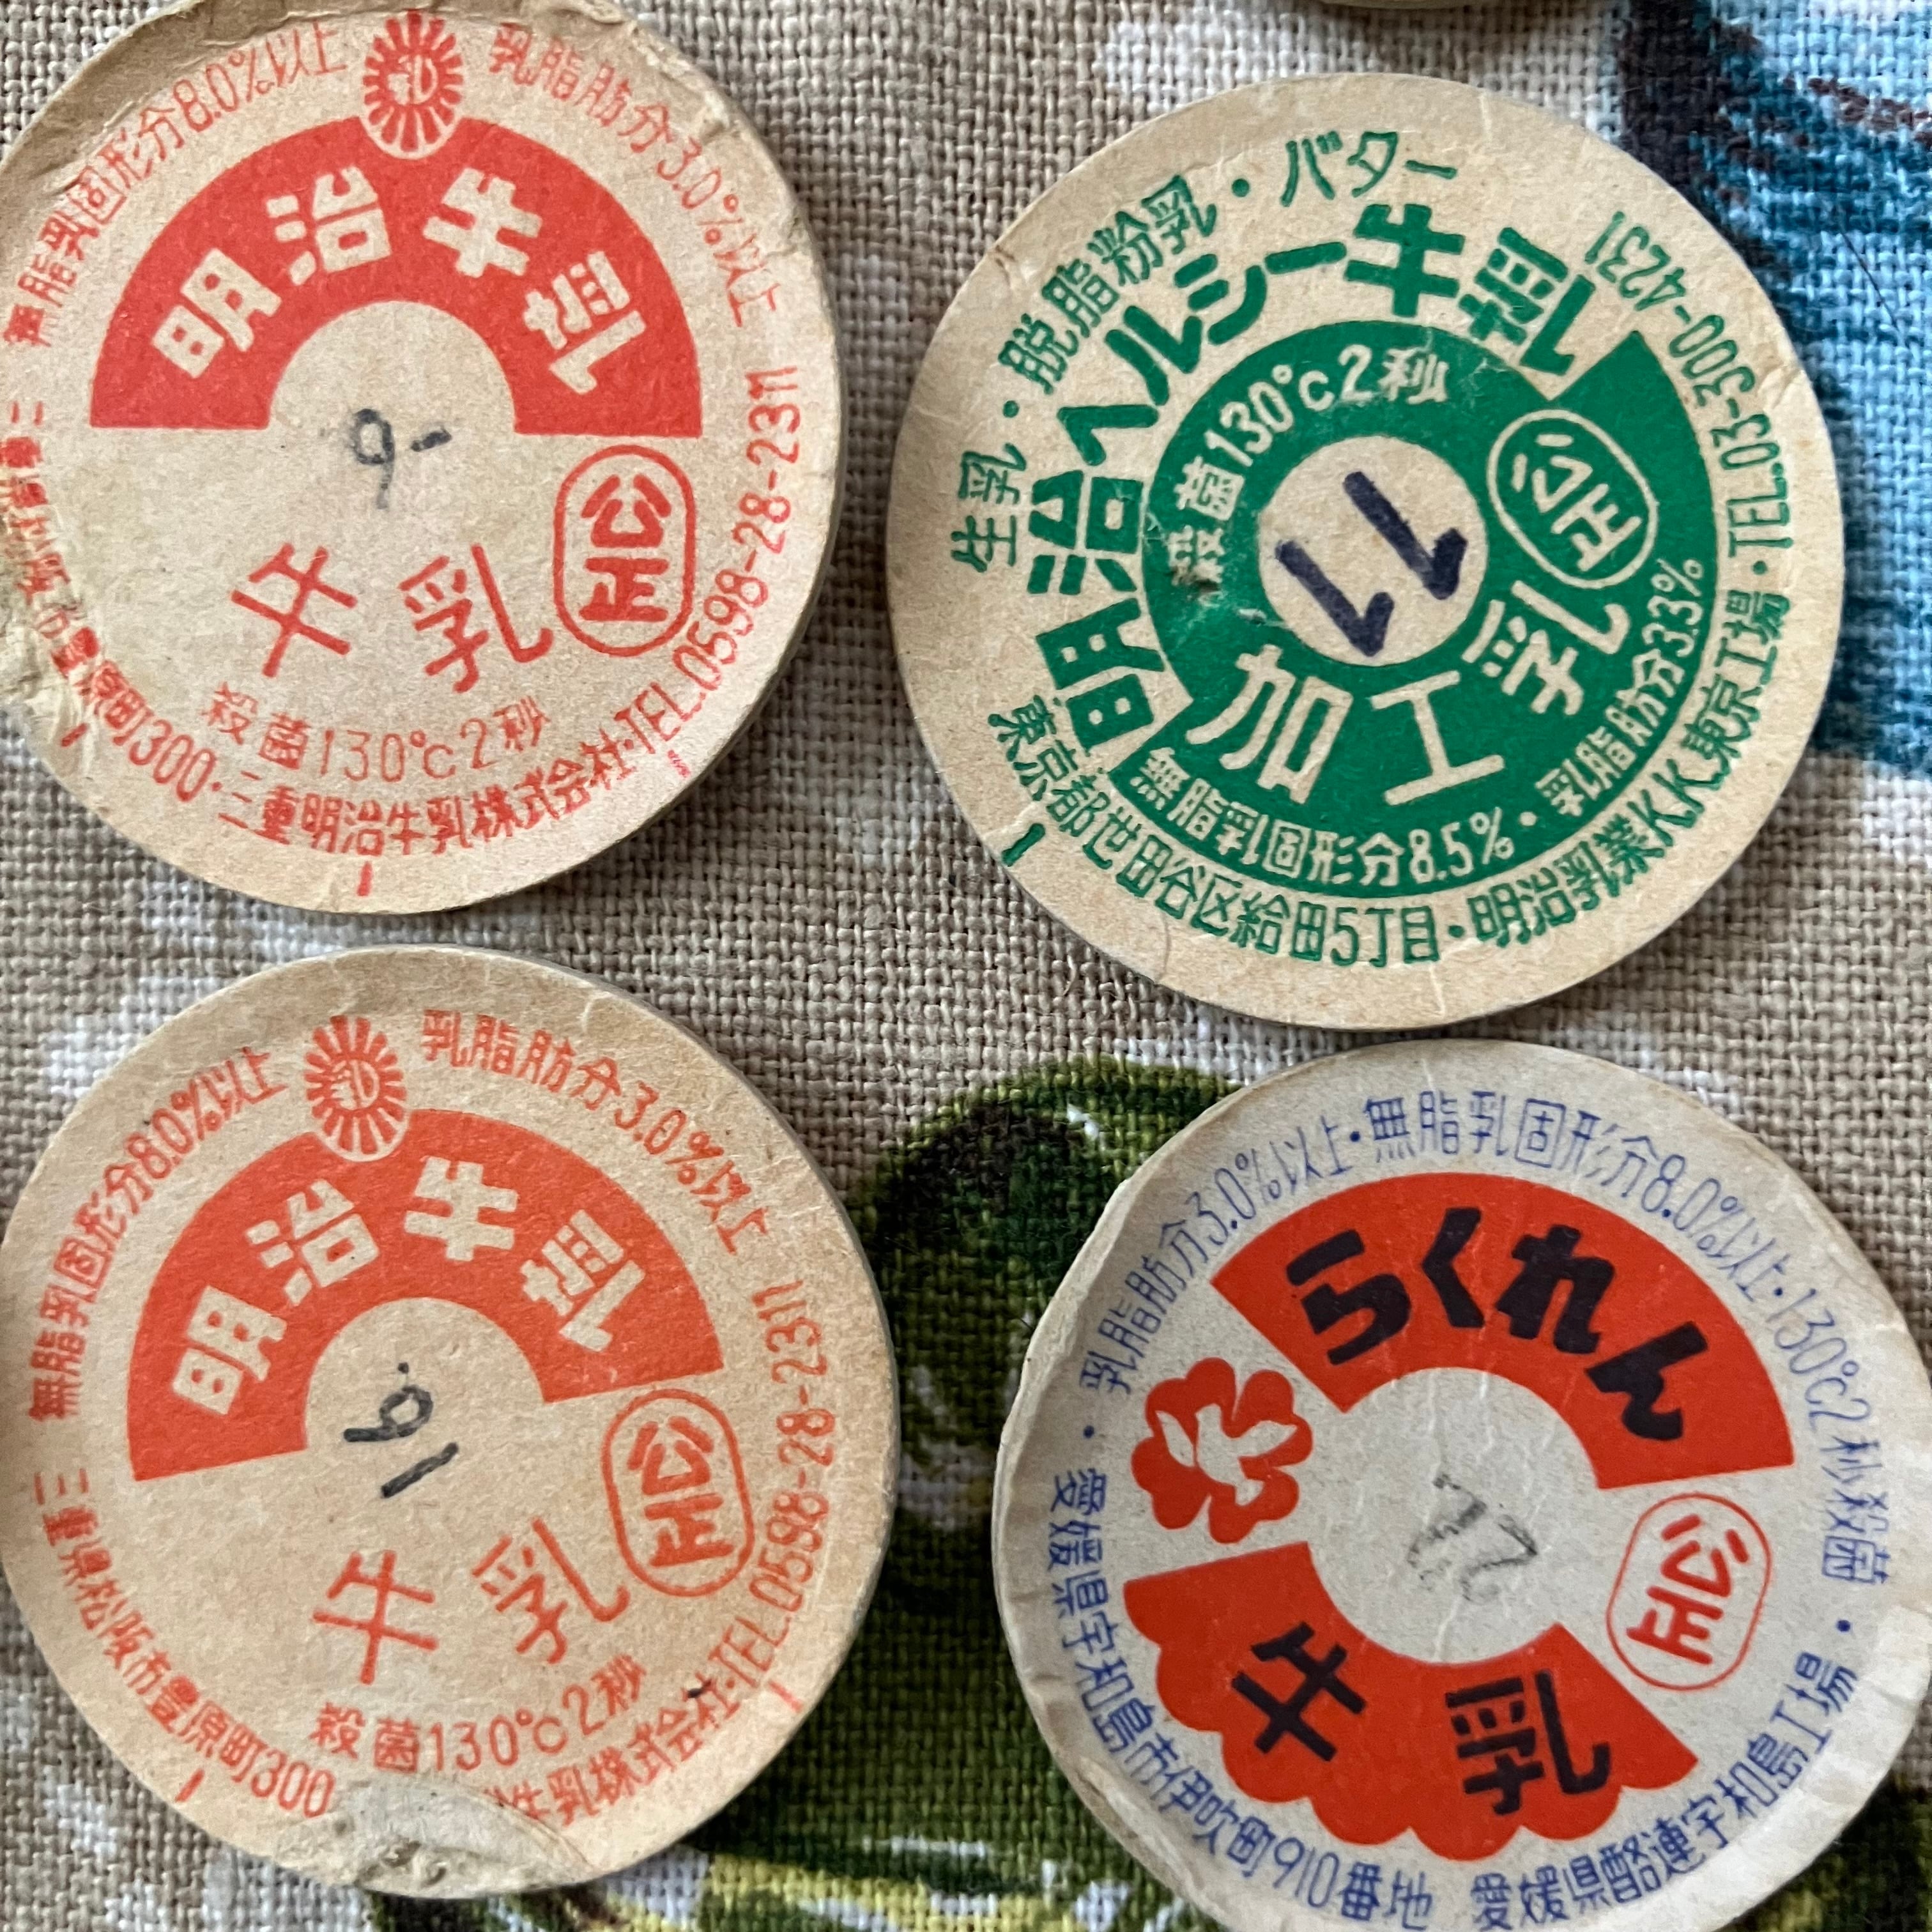 無脂乳固形分8.0%以上
乳脂肪分3.0%以上
明治牛乳
9-
牛乳
公正
殺菌130℃2秒
豊原町300・三重明治牛乳株式会社・TEL.0598-28-2311
生乳・脱脂粉乳・バター
明治ヘルシー牛乳
殺菌130℃2秒
公正
11
加工乳
無脂乳固形分8.5%・乳脂肪分3.3%
東京都世田谷区給田5丁目・明治乳業KK東京工場・TEL.03-300-4231
無脂乳固形分8.0%以上
乳脂肪分3.0%以上
明治牛乳
牛乳
公正
殺菌130℃2秒
三重県松阪市豊原町300
牛乳株式会社・TEL.0598-28-2311
乳脂肪分3.0%以上・無脂乳固形分8.0%以上・130℃2秒殺菌
らくれん
22
公正
牛乳
愛媛県宇和島市伊吹町910番地 愛媛県酪連宇和島工場